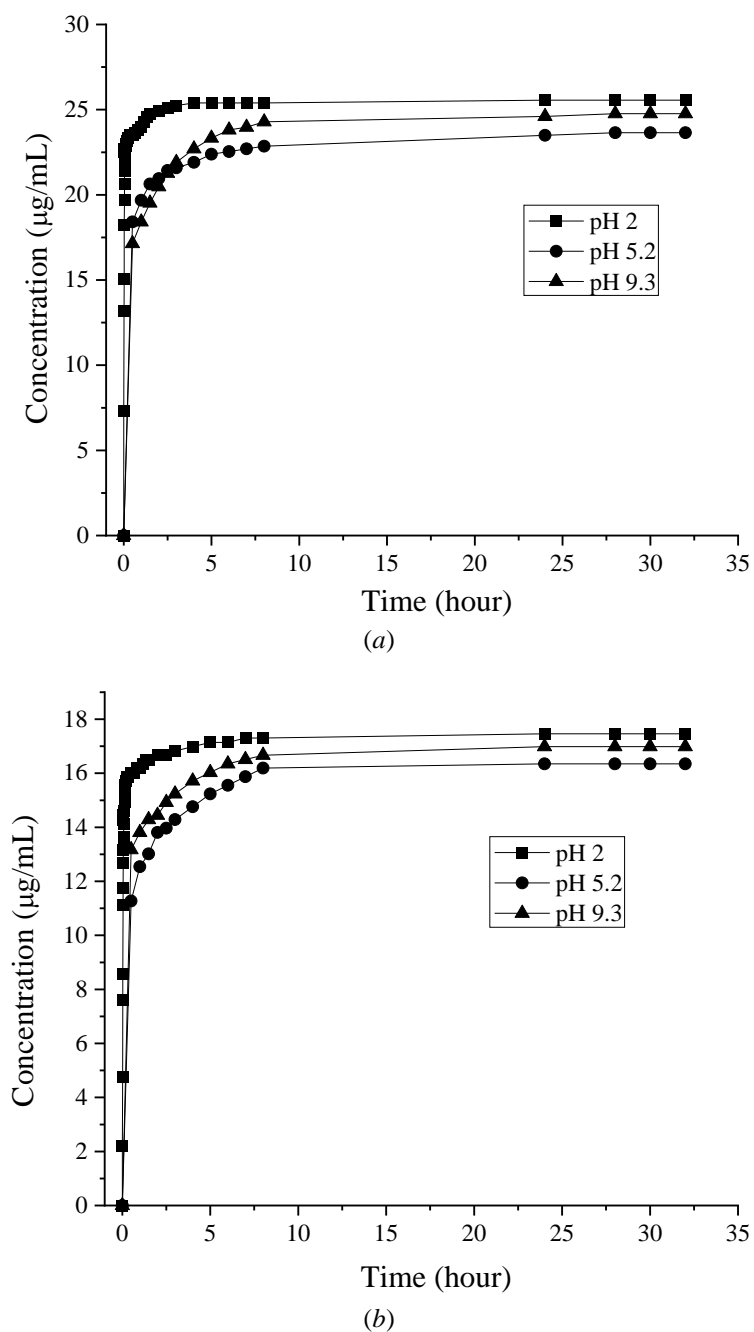 30
25
20
15
10
5
0
Concentration (µg/mL)
pH 2
pH 5.2
pH 9.3
0 5 10 15 20 25 30 35
Time (hour)
(a)
18
16
14
12
10
8
6
4
2
0
Concentration (µg/mL)
pH 2
pH 5.2
pH 9.3
0 5 10 15 20 25 30 35
Time (hour)
(b)